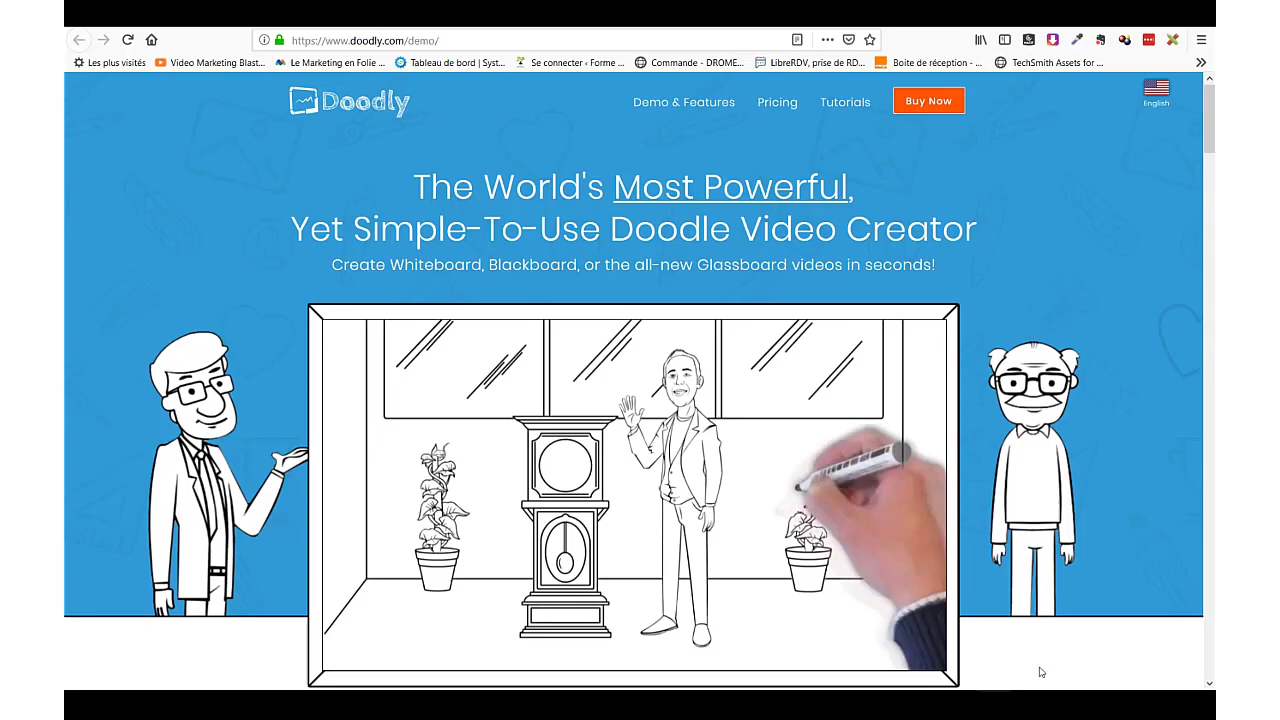 https://www.doodly.com/demo/
Les plus visités
Video Marketing Blast...
Le Marketing en Folie ...
Tableau de bord | Syst...
Se connecter ‹ Forme ...
Commande - DROME...
LibreRDV, prise de RD...
Boite de réception - ...
TechSmith Assets for ...
Doodly
Demo & Features
Pricing
Tutorials
Buy Now
English
The World's Most Powerful,
Yet Simple-To-Use Doodle Video Creator
Create Whiteboard, Blackboard, or the all-new Glassboard videos in seconds!